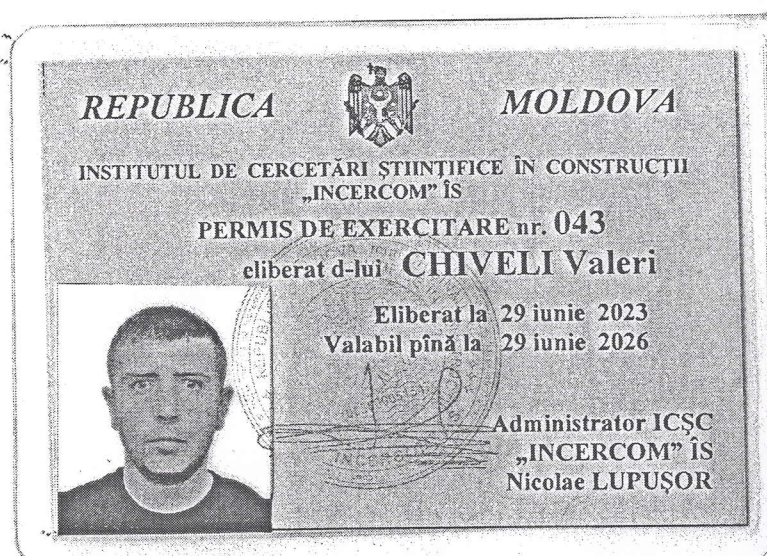 REPUBLICA MOLDOVA
INSTITUTUL DE CERCETĂRI ŞTIINŢIFICE ÎN CONSTRUCŢII
„INCERCOM” ÎS
PERMIS DE EXERCITARE nr. 043
eliberat d-lui CHIVELI Valeri
Eliberat la 29 iunie 2023
Valabil pînă la 29 iunie 2026
Administrator ICŞC
„INCERCOM” ÎS
Nicolae LUPUŞOR